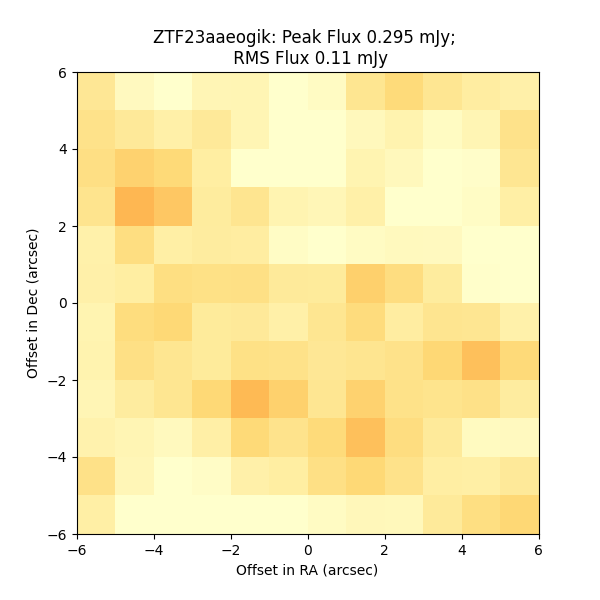 ZTF23aaeogik: Peak Flux 0.295 mJy;
RMS Flux 0.11 mJy
6
4
2
0
−2
−4
−6
Offset in Dec (arcsec)
−6 −4 −2 0 2 4 6
Offset in RA (arcsec)